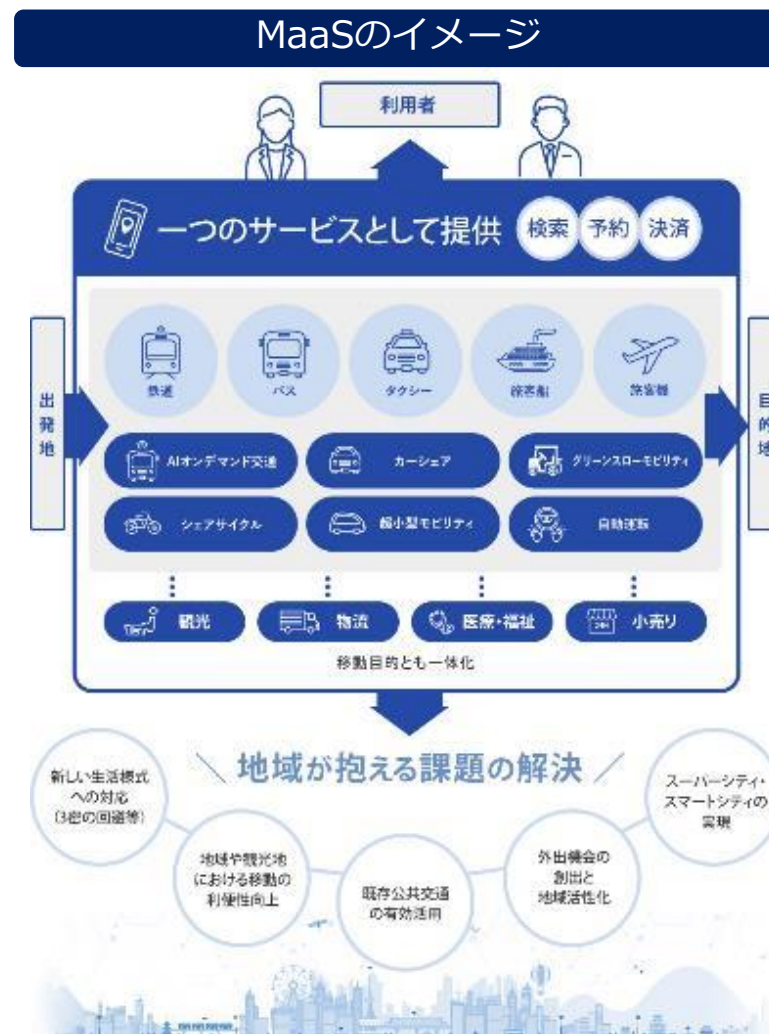 MaaSのイメージ
利用者
一つのサービスとして提供
検索
予約
決済
出発地
目的地
鉄道
バス
タクシー
旅客船
旅客機
AIオンデマンド交通
カーシェア
グリーンスローモビリティ
シェアサイクル
超小型モビリティ
自動運転
観光
物流
医療・福祉
小売り
移動目的とも一体化
地域が抱える課題の解決
新しい生活様式
への対応
(3密の回避等)
地域や観光地
における移動の
利便性向上
既存公共交通
の有効活用
外出機会の
創出と
地域活性化
スーパーシティ・
スマートシティの
実現